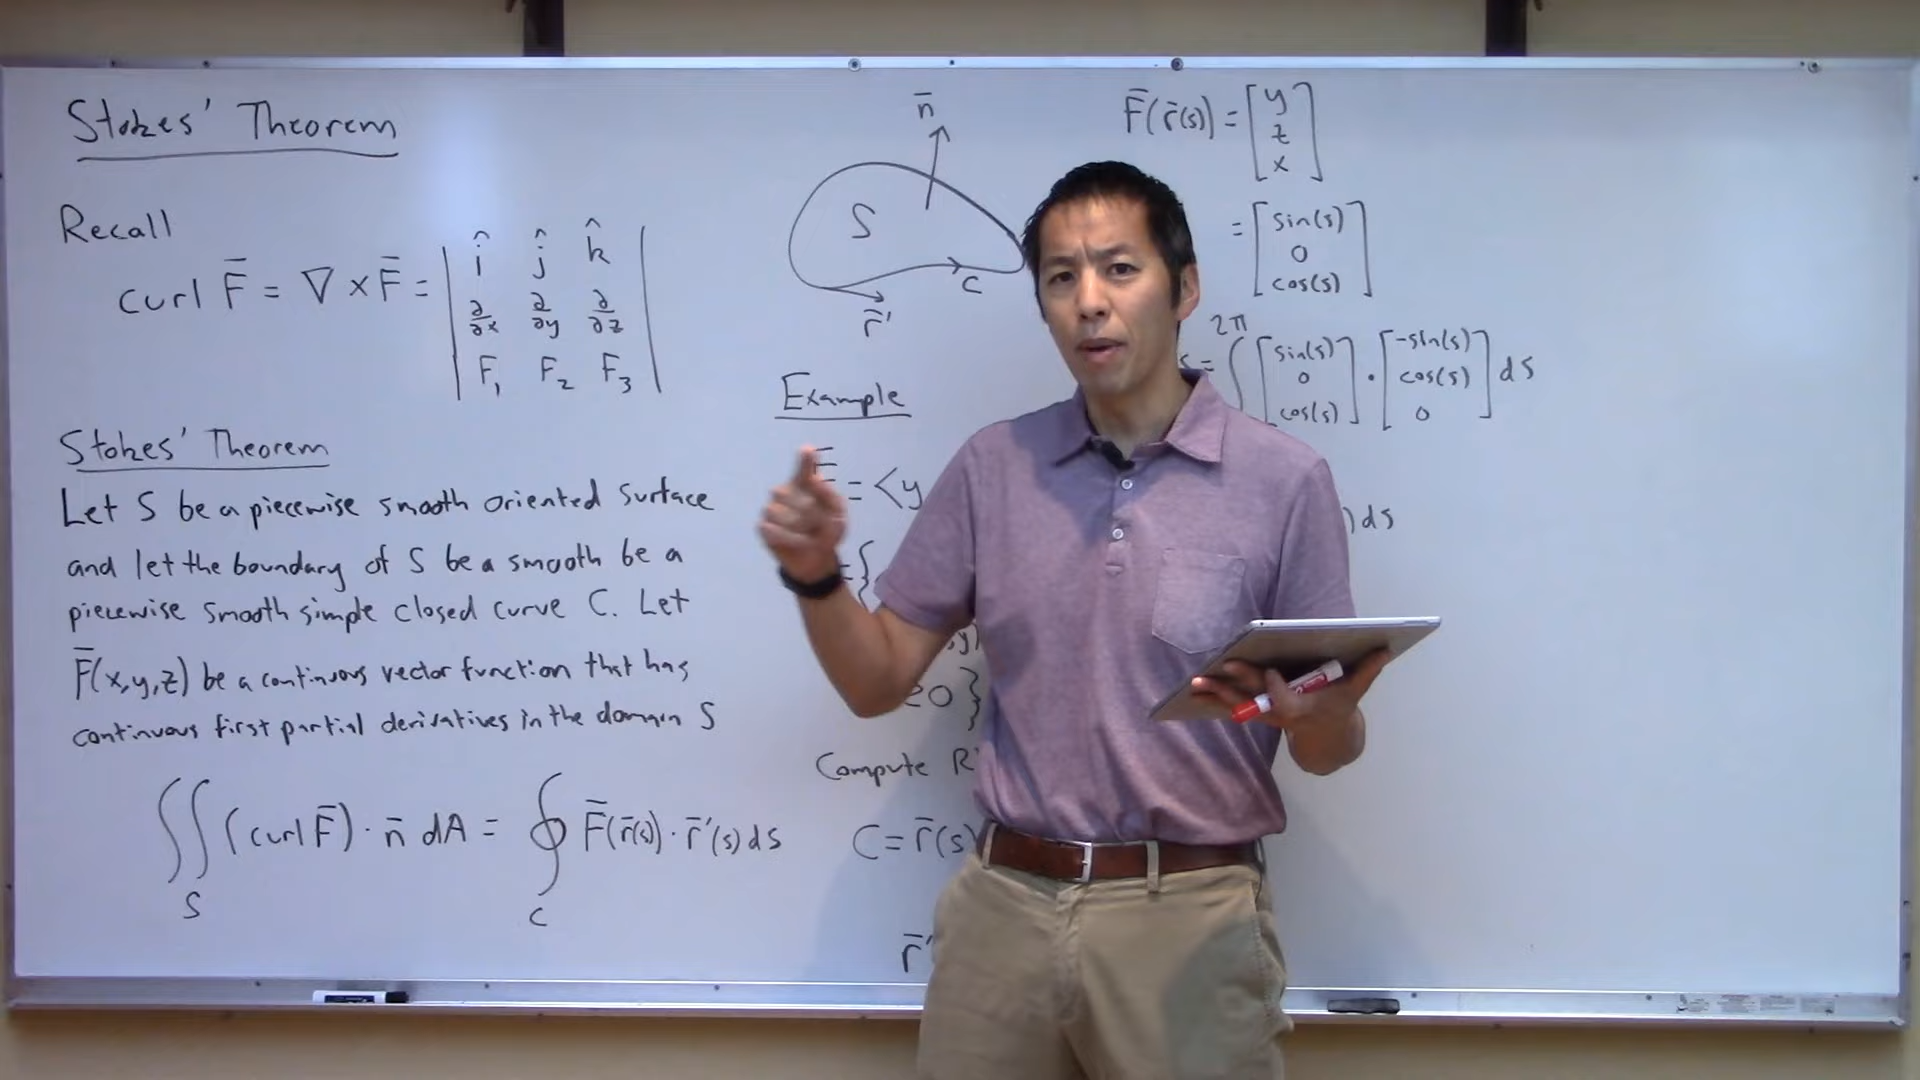 Stokes' Theorem
Recall
curl F̄ = ∇ × F̄ = | î ĵ k̂ |
| ∂/∂x ∂/∂y ∂/∂z |
| F₁ F₂ F₃ |
Stokes' Theorem
Let S be a piecewise smooth oriented surface
and let the boundary of S be a smooth be a
piecewise smooth simple closed curve C. Let
F̄(x,y,z) be a continuous vector function that has
continuous first partial derivatives in the domain S
∬ (curl F̄) · n̄ dA = ∮ F̄(r̄(s)) · r̄'(s) ds
S C
n̄
S
C
r̄'
Example
F̄ = <y
={
,y)
≥0}
Compute
C = r̄(s)
r̄'
F̄(r̄(s)) = [y
z
x]
= [sin(s)
0
cos(s)]
= ∫ 2π [sin(s) 0 cos(s)] · [-sin(s) cos(s) 0] ds
) ds